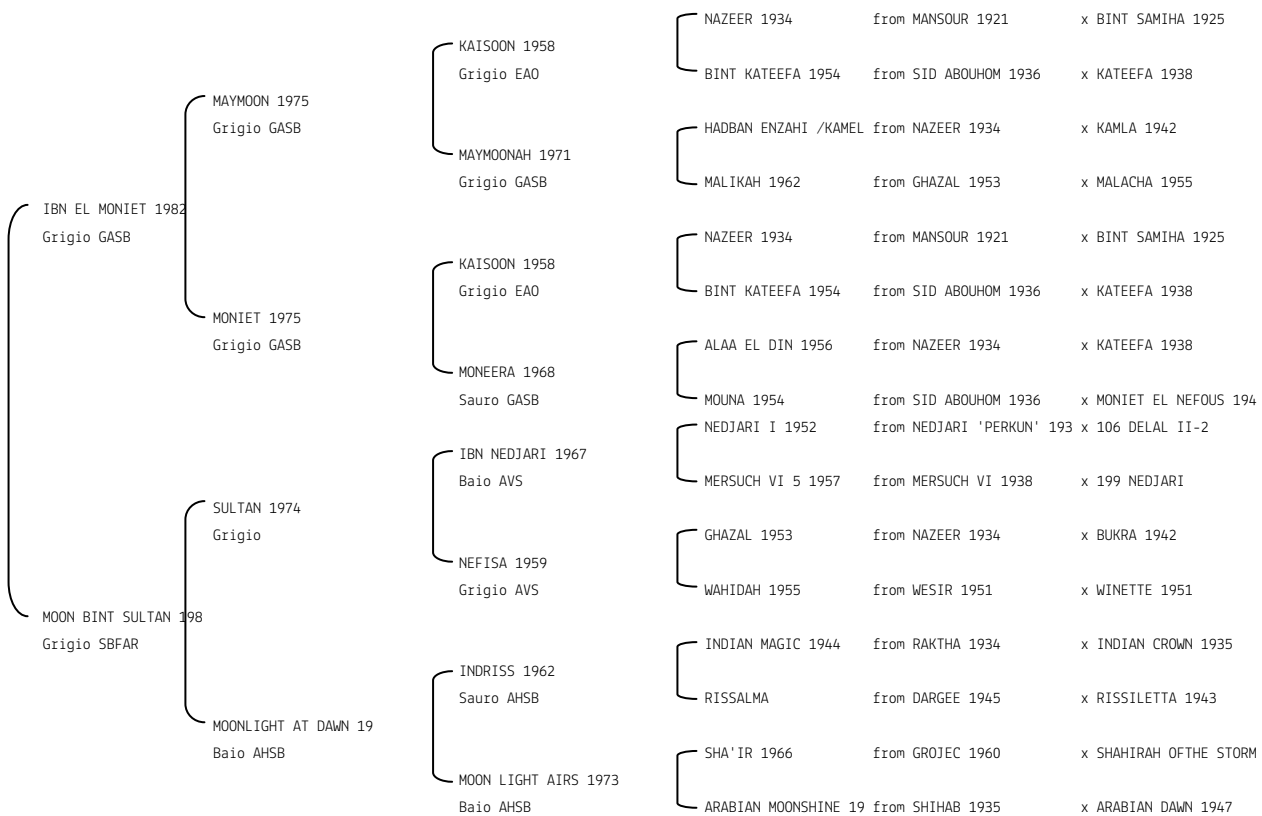 NAZEER 1934 from MANSOUR 1921 x BINT SAMIHA 1925
KAISOON 1958
Grigio EAO
BINT KATEEFA 1954 from SID ABOUHOM 1936 x KATEEFA 1938
MAYMOON 1975
Grigio GASB
HADBAN ENZAHI /KAMEL from NAZEER 1934 x KAMLA 1942
MAYMOONAH 1971
Grigio GASB
MALIKAH 1962 from GHAZAL 1953 x MALACHA 1955
IBN EL MONIET 1982
Grigio GASB
NAZEER 1934 from MANSOUR 1921 x BINT SAMIHA 1925
KAISOON 1958
Grigio EAO
BINT KATEEFA 1954 from SID ABOUHOM 1936 x KATEEFA 1938
MONIET 1975
Grigio GASB
ALAA EL DIN 1956 from NAZEER 1934 x KATEEFA 1938
MONEERA 1968
Sauro GASB
MOUNA 1954 from SID ABOUHOM 1936 x MONIET EL NEFOUS 194
NEDJARI I 1952 from NEDJARI 'PERKUN' 193 x 106 DELAL II-2
IBN NEDJARI 1967
Baio AVS
MERSUCH VI 5 1957 from MERSUCH VI 1938 x 199 NEDJARI
SULTAN 1974
Grigio
GHAZAL 1953 from NAZEER 1934 x BUKRA 1942
NEFISA 1959
Grigio AVS
WAHIDAH 1955 from WESIR 1951 x WINETTE 1951
MOON BINT SULTAN 198
Grigio SBFAR
INDIAN MAGIC 1944 from RAKTHA 1934 x INDIAN CROWN 1935
INDRISS 1962
Sauro AHSB
RISSALMA from DARGEE 1945 x RISSILETTA 1943
MOONLIGHT AT DAWN 19
Baio AHSB
SHA'IR 1966 from GROJEC 1960 x SHAHIRAH OFTHE STORM
MOON LIGHT AIRS 1973
Baio AHSB
ARABIAN MOONSHINE 19 from SHIHAB 1935 x ARABIAN DAWN 1947